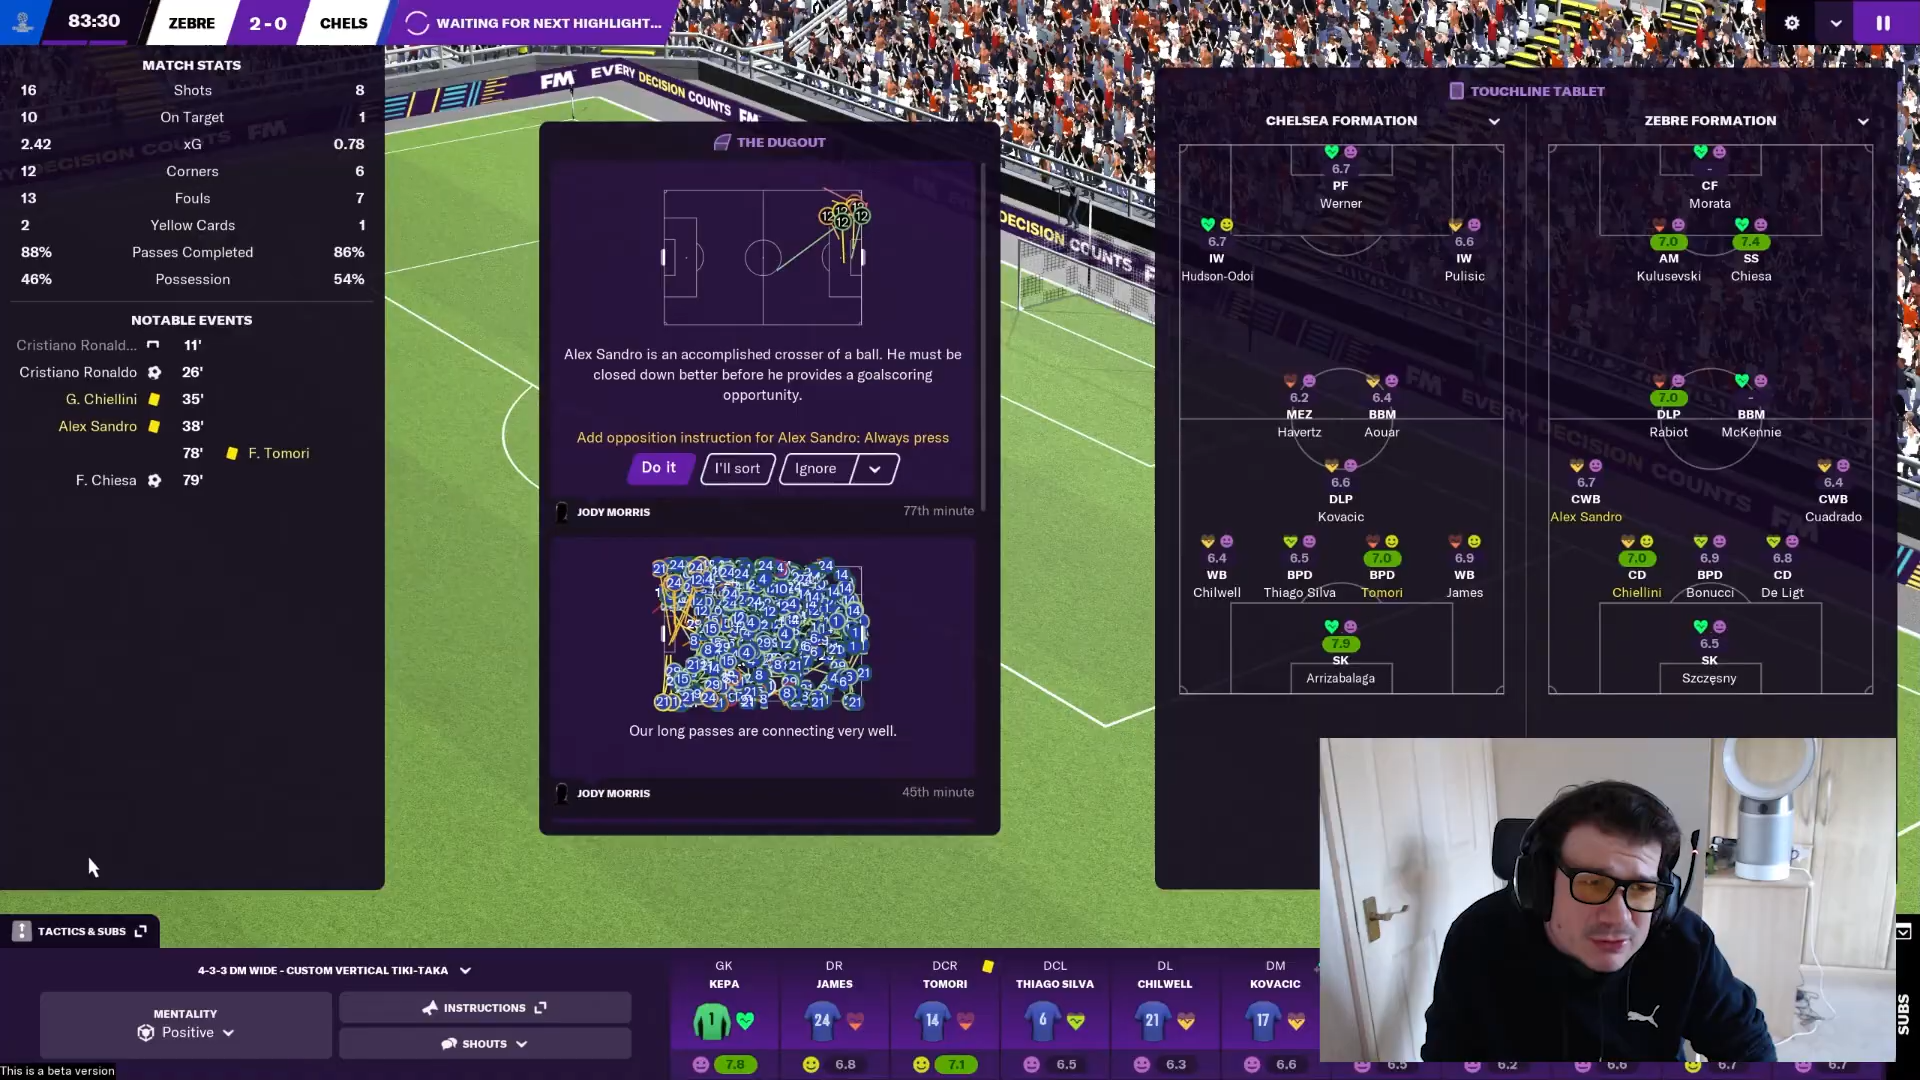 83:30
ZEBRE
2 - 0
CHELS
WAITING FOR NEXT HIGHLIGHT...
MATCH STATS
16 Shots 8
10 On Target 1
2.42 xG 0.78
12 Corners 6
13 Fouls 7
2 Yellow Cards 1
88% Passes Completed 86%
46% Possession 54%
NOTABLE EVENTS
Cristiano Ronald... 11'
Cristiano Ronaldo 26'
G. Chiellini 35'
Alex Sandro 38'
78' F. Tomori
F. Chiesa 79'
FM EVERY DECISION COUNTS FM
DECISION COUNTS
THE DUGOUT
12 12
Alex Sandro is an accomplished crosser of a ball. He must be
closed down better before he provides a goalscoring
opportunity.
Add opposition instruction for Alex Sandro: Always press
Do it
I'll sort
Ignore
JODY MORRIS 77th minute
Our long passes are connecting very well.
JODY MORRIS 45th minute
TOUCHLINE TABLET
CHELSEA FORMATION
6.7
PF
Werner
6.7
IW
Hudson-Odoi
6.6
IW
Pulisic
6.2
MEZ
Havertz
6.4
BBM
Aouar
6.6
DLP
Kovacic
6.4
WB
Chilwell
6.5
BPD
Thiago Silva
7.0
BPD
Tomori
6.9
WB
James
7.9
SK
Arrizabalaga
ZEBRE FORMATION
-
CF
Morata
7.0
AM
Kulusevski
7.4
SS
Chiesa
7.0
DLP
Rabiot
-
BBM
McKennie
6.7
CWB
Alex Sandro
6.4
CWB
Cuadrado
7.0
CD
Chiellini
6.9
BPD
Bonucci
6.8
CD
De Ligt
6.5
SK
Szczęsny
TACTICS & SUBS
4-3-3 DM WIDE - CUSTOM VERTICAL TIKI-TAKA
MENTALITY
Positive
INSTRUCTIONS
SHOUTS
GK
KEPA
1
7.8
DR
JAMES
24
6.8
DCR
TOMORI
14
7.1
DCL
THIAGO SILVA
6
6.5
DL
CHILWELL
21
6.3
DM
KOVACIC
17
6.6
SUBS
This is a beta version